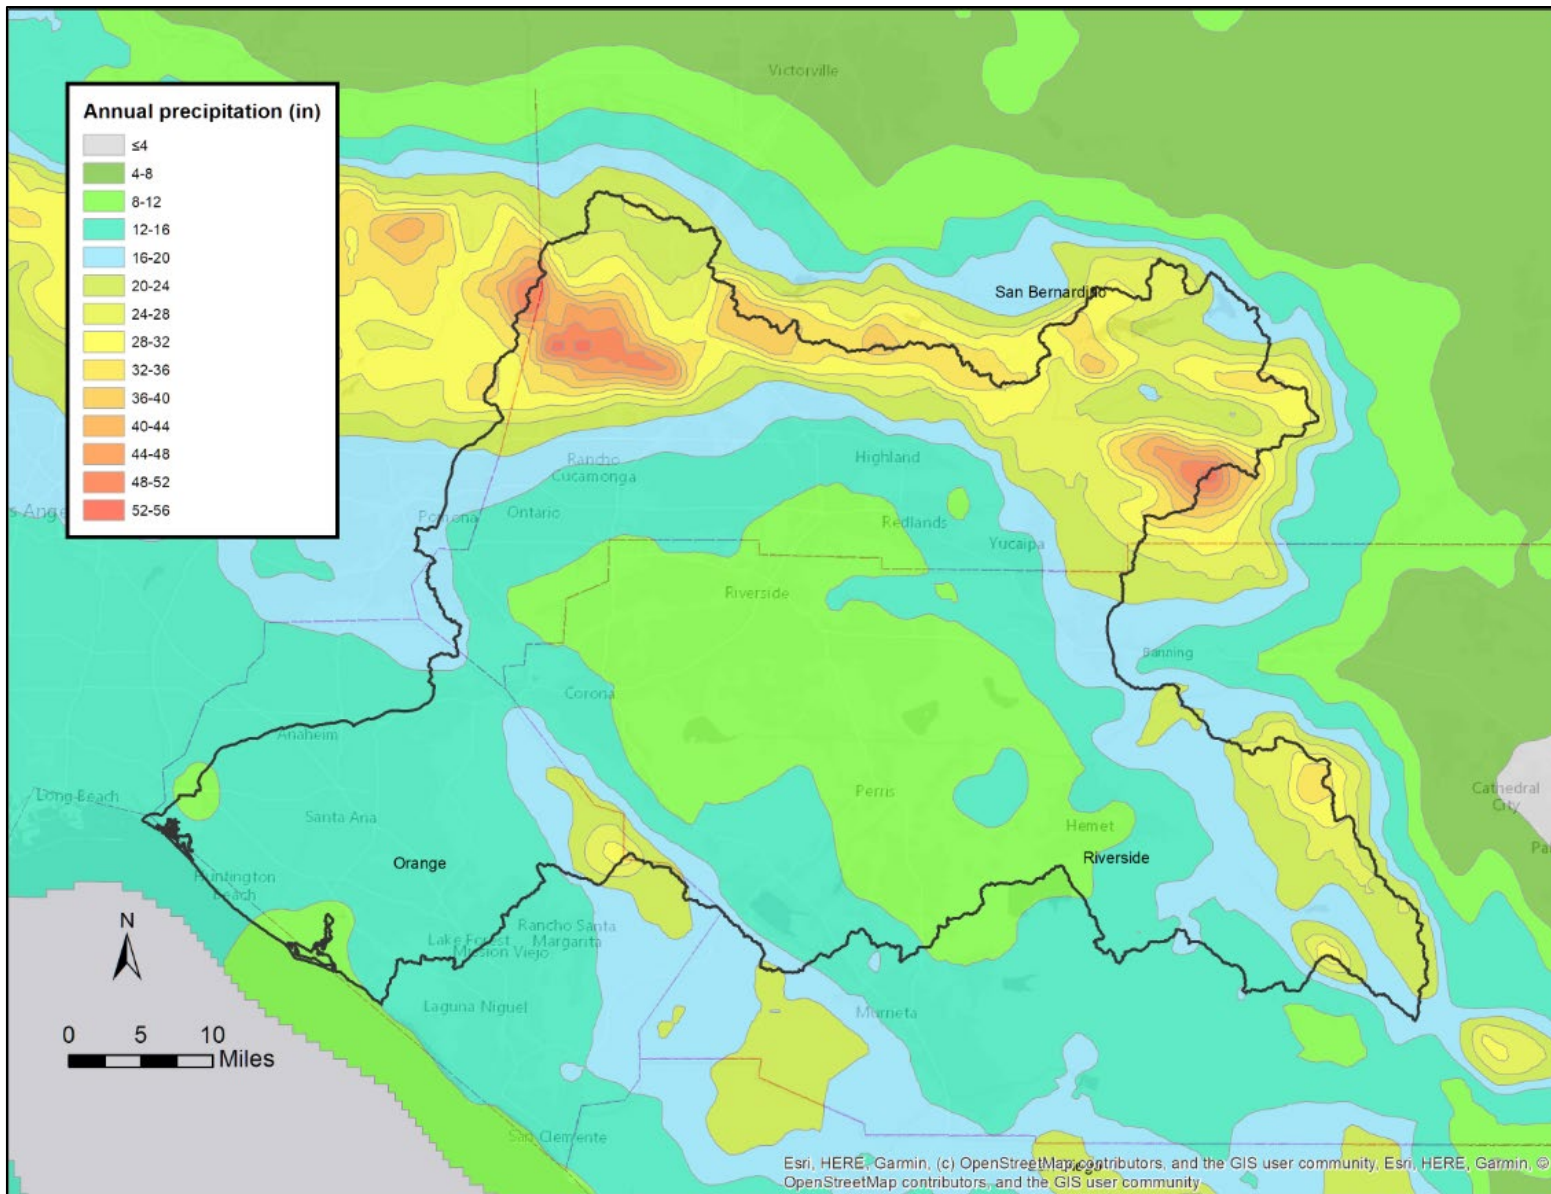 Victorville
Annual precipitation (in)
≤4
4-8
8-12
12-16
16-20
20-24
24-28
28-32
32-36
36-40
40-44
44-48
48-52
52-56
San Bernardino
Rancho
Cucamonga
Highland
s Ange
Pomona
Ontario
Redlands
Yucaipa
Riverside
Banning
Corona
Anaheim
Long Beach
Santa Ana
Perris
Cathedral
City
Hemet
Pa
Orange
Riverside
Huntington
Beach
N
Rancho Santa
Margarita
Lake Forest
Mission Viejo
Laguna Niguel
Murrieta
0 5 10
Miles
San Clemente
Esri, HERE, Garmin, (c) OpenStreetMap contributors, and the GIS user community, Esri, HERE, Garmin, ©
OpenStreetMap contributors, and the GIS user community